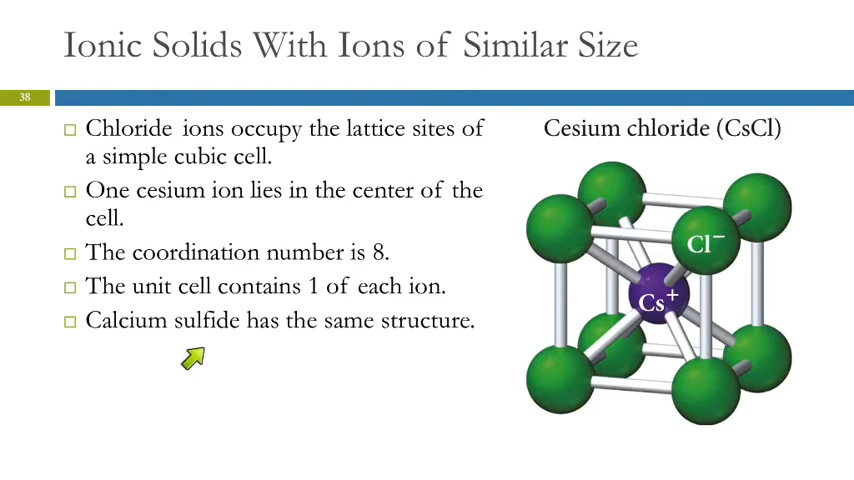 Ionic Solids With Ions of Similar Size
38
Chloride ions occupy the lattice sites of
a simple cubic cell.
One cesium ion lies in the center of the
cell.
The coordination number is 8.
The unit cell contains 1 of each ion.
Calcium sulfide has the same structure.
Cesium chloride (CsCl)
Cl⁻
Cs⁺